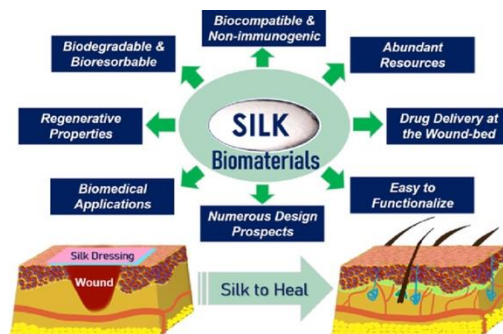 Biocompatible &
Non-immunogenic
Biodegradable &
Bioresorbable
Abundant
Resources
Regenerative
Properties
SILK
Biomaterials
Drug Delivery at
the Wound-bed
Biomedical
Applications
Numerous Design
Prospects
Easy to
Functionalize
Silk Dressing
Wound
Silk to Heal